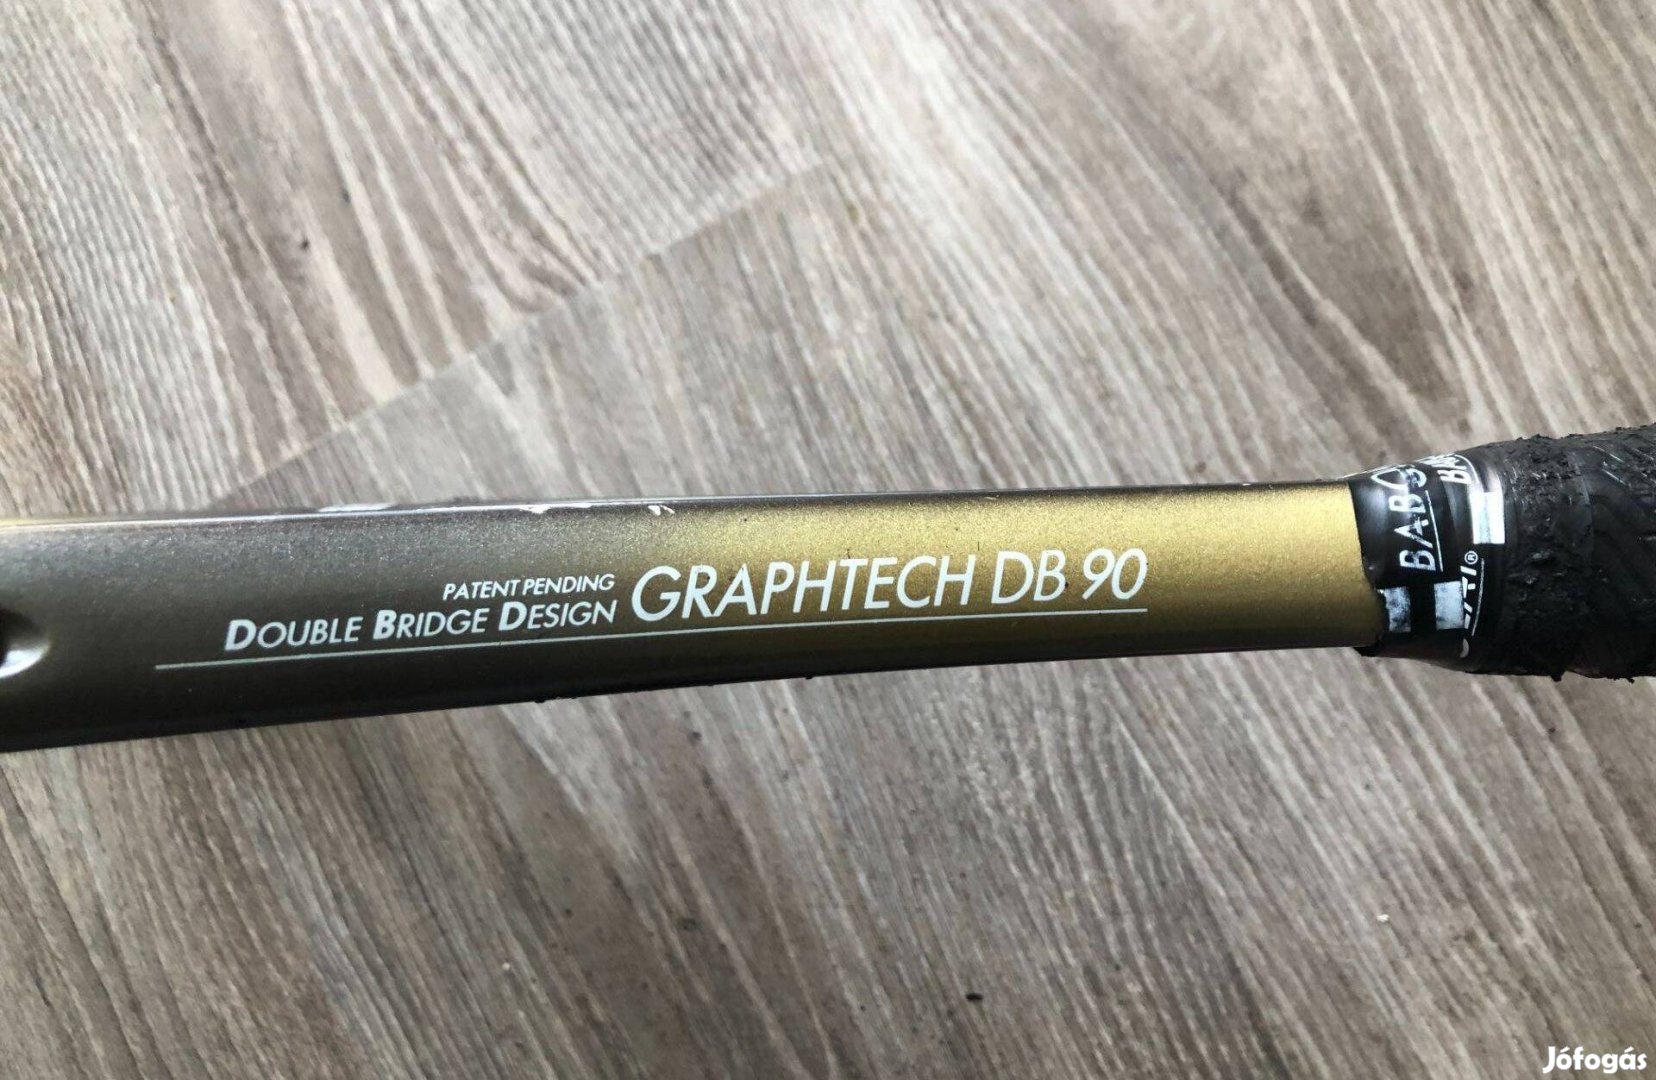 PATENT PENDING
DOUBLE BRIDGE DESIGN GRAPHTECH DB 90
Jófogás